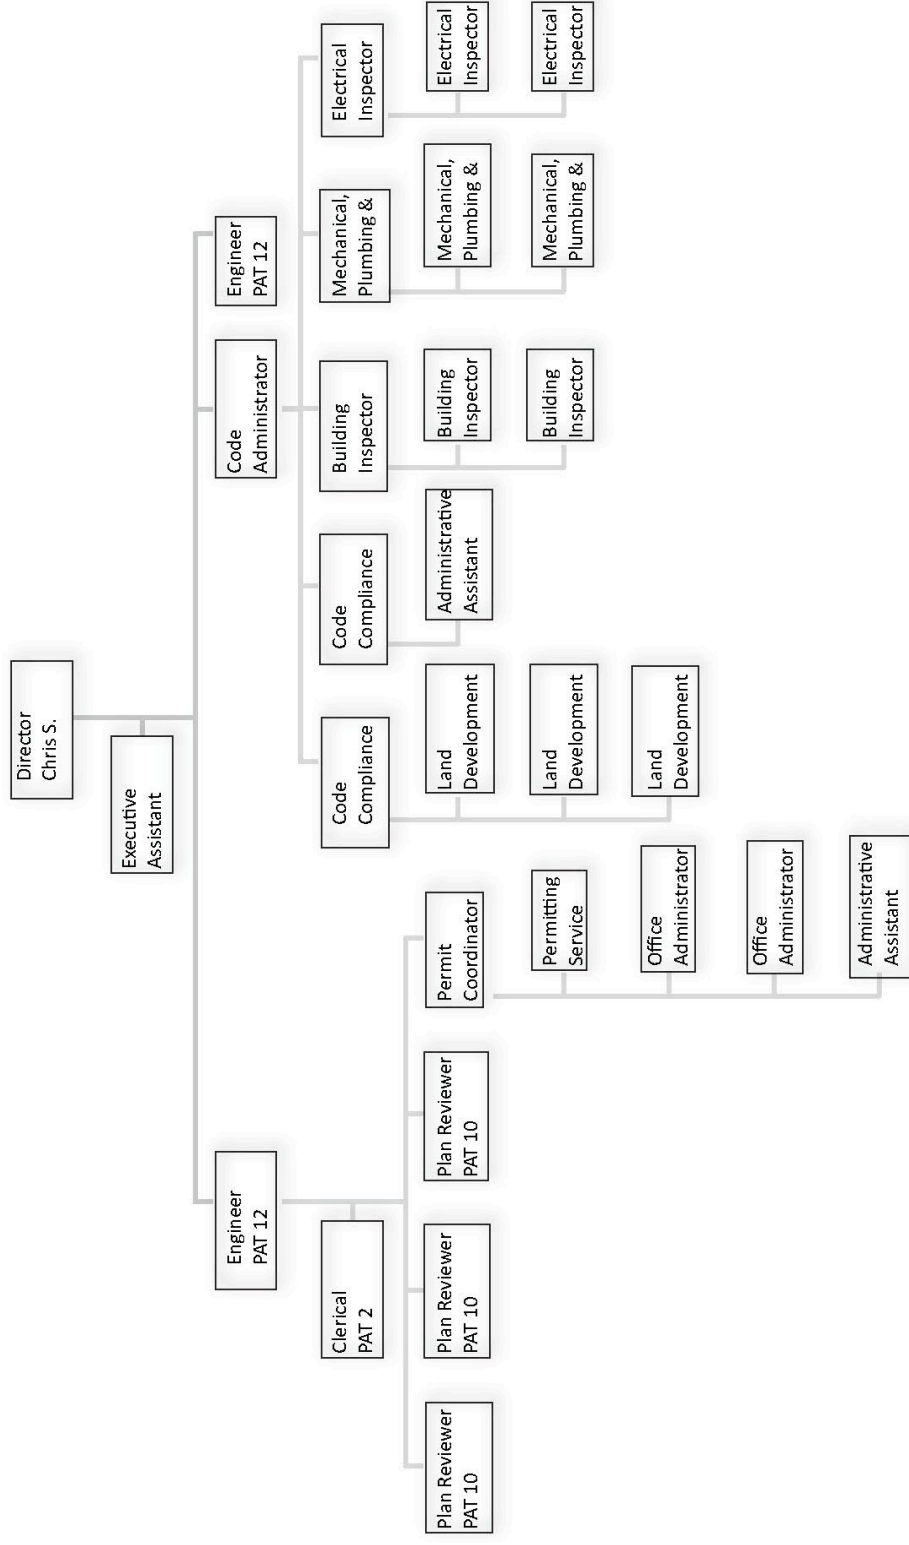 Director
Chris S.
Executive
Assistant
Engineer
PAT 12
Code
Administrator
Engineer
PAT 12
Clerical
PAT 2
Plan Reviewer
PAT 10
Plan Reviewer
PAT 10
Plan Reviewer
PAT 10
Permit
Coordinator
Permitting
Service
Office
Administrator
Office
Administrator
Administrative
Assistant
Code
Compliance
Land
Development
Land
Development
Land
Development
Code
Compliance
Administrative
Assistant
Building
Inspector
Building
Inspector
Building
Inspector
Mechanical,
Plumbing &
Mechanical,
Plumbing &
Mechanical,
Plumbing &
Electrical
Inspector
Electrical
Inspector
Electrical
Inspector